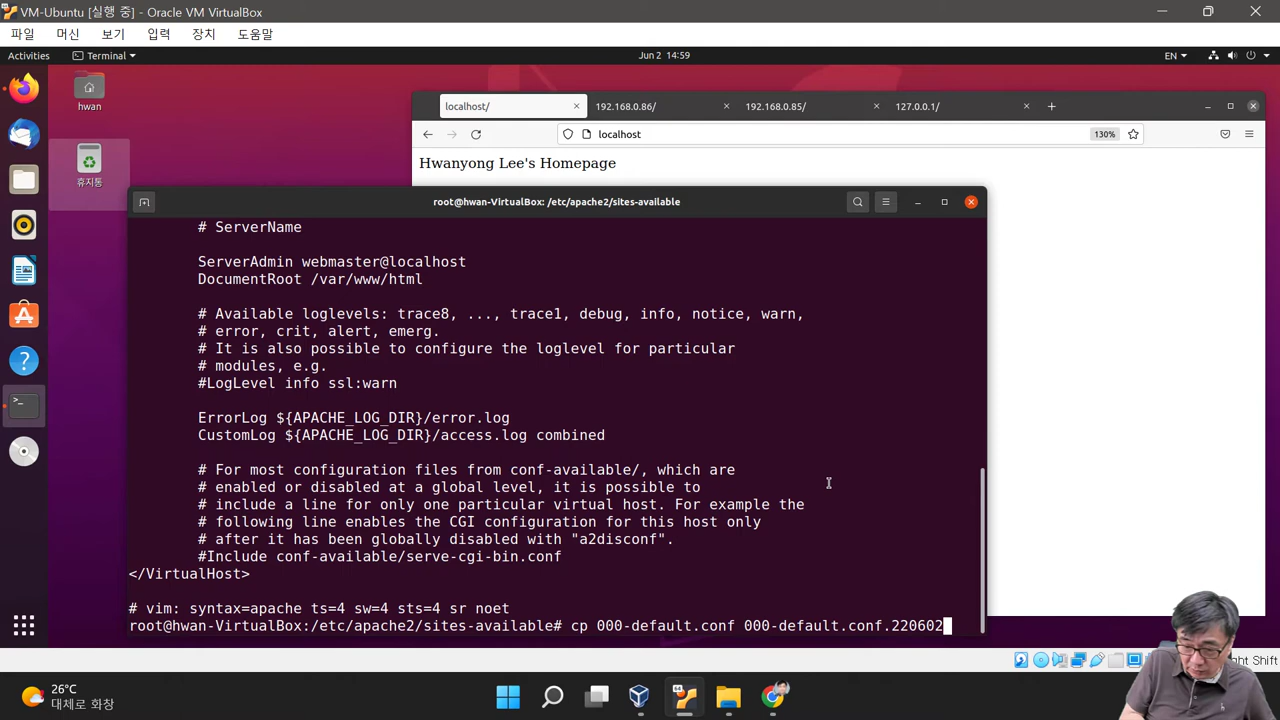 VM-Ubuntu [실행 중] - Oracle VM VirtualBox
파일 머신 보기 입력 장치 도움말
Activities Terminal Jun 2 14:59 EN
hwan
휴지통
localhost/ 192.168.0.86/ 192.168.0.85/ 127.0.0.1/
localhost 130%
Hwanyong Lee's Homepage
root@hwan-VirtualBox: /etc/apache2/sites-available
# ServerName
ServerAdmin webmaster@localhost
DocumentRoot /var/www/html
# Available loglevels: trace8, ..., trace1, debug, info, notice, warn,
# error, crit, alert, emerg.
# It is also possible to configure the loglevel for particular
# modules, e.g.
#LogLevel info ssl:warn
ErrorLog ${APACHE_LOG_DIR}/error.log
CustomLog ${APACHE_LOG_DIR}/access.log combined
# For most configuration files from conf-available/, which are
# enabled or disabled at a global level, it is possible to
# include a line for only one particular virtual host. For example the
# following line enables the CGI configuration for this host only
# after it has been globally disabled with "a2disconf".
#Include conf-available/serve-cgi-bin.conf
</VirtualHost>
# vim: syntax=apache ts=4 sw=4 sts=4 sr noet
root@hwan-VirtualBox:/etc/apache2/sites-available# cp 000-default.conf 000-default.conf.220602
ht Shift
26°C
대체로 화창